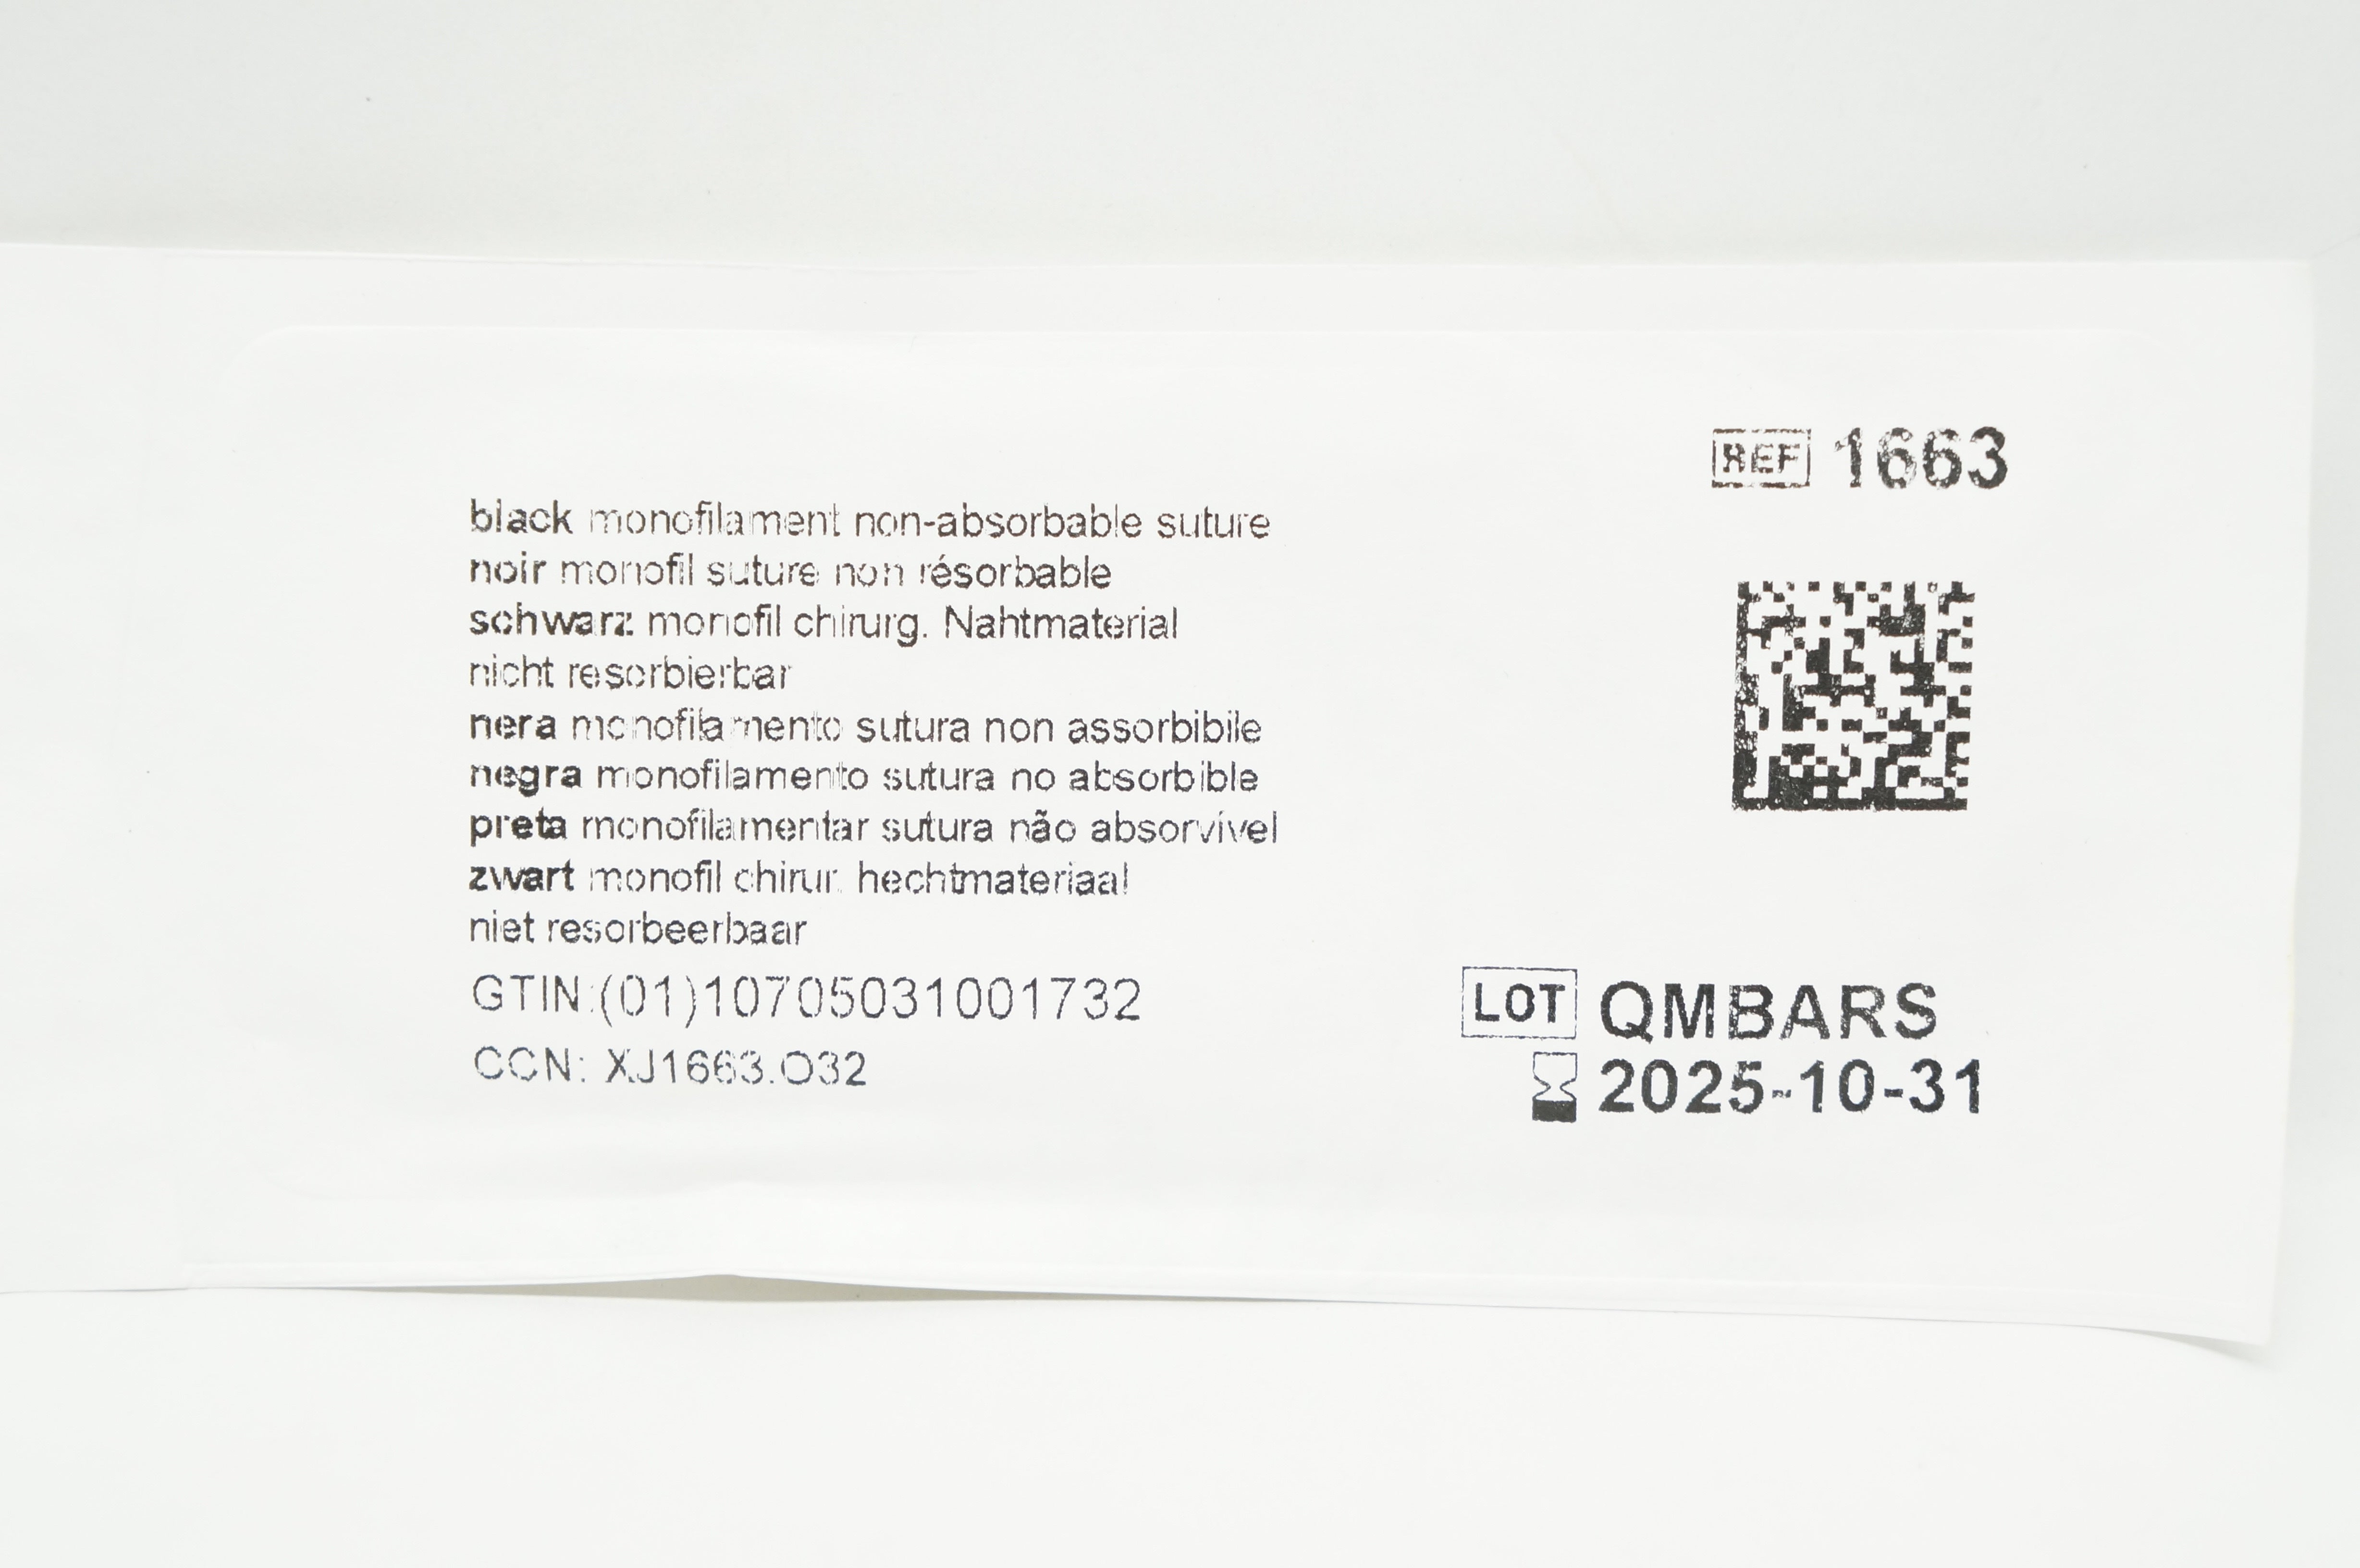 REF 1663
black monofilament non-absorbable suture
noir monofil suture non résorbable
schwarz monofil chirurg. Nahtmaterial
nicht resorbierbar
nera monofilamento sutura non assorbibile
negra monofilamento sutura no absorbible
preta monofilamentar sutura não absorvível
zwart monofil chirur. hechtmateriaal
niet resorbeerbaar
GTIN:(01)10705031001732
CCN: XJ1663.O32
LOT QMBARS
2025-10-31